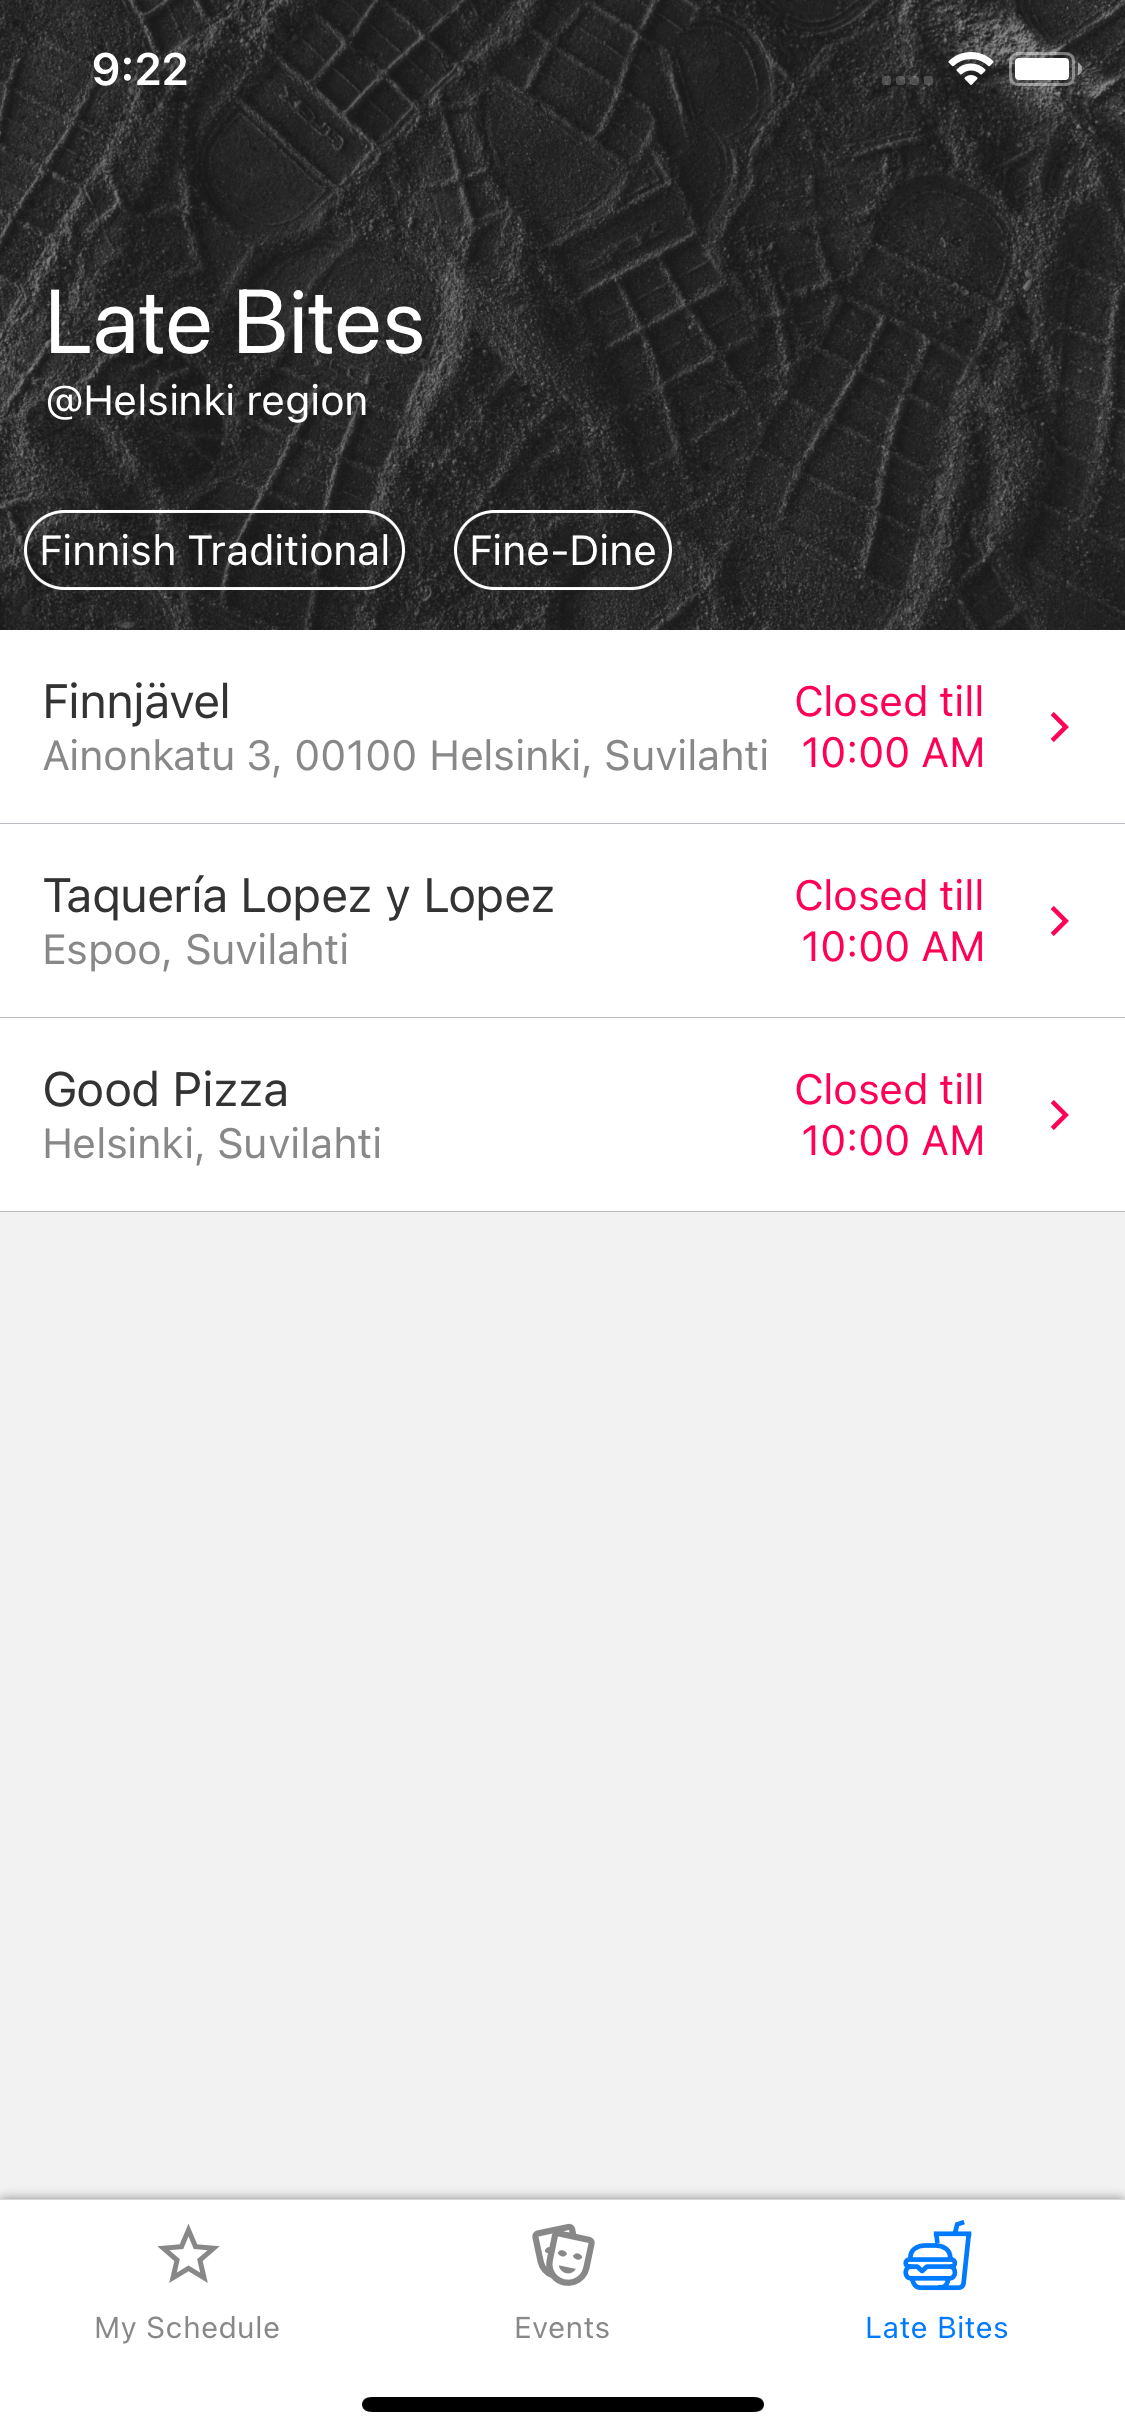 9:22
Late Bites
@Helsinki region
Finnish Traditional
Fine-Dine
Finnjävel
Ainonkatu 3, 00100 Helsinki, Suvilahti
Closed till
10:00 AM
Taquería Lopez y Lopez
Espoo, Suvilahti
Closed till
10:00 AM
Good Pizza
Helsinki, Suvilahti
Closed till
10:00 AM
My Schedule
Events
Late Bites